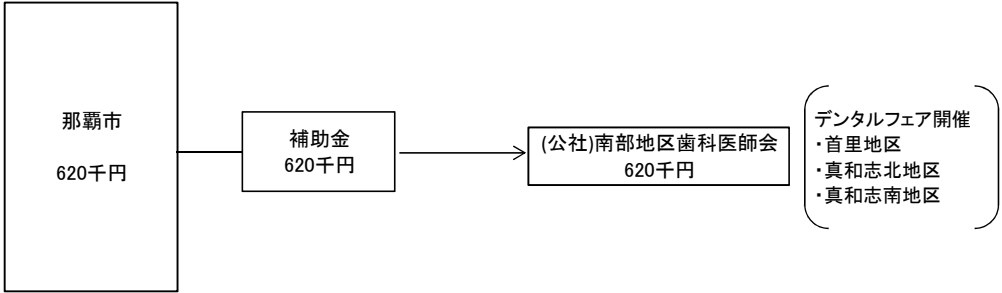 那覇市
620千円
補助金
620千円
(公社)南部地区歯科医師会
620千円
デンタルフェア開催
・首里地区
・真和志北地区
・真和志南地区